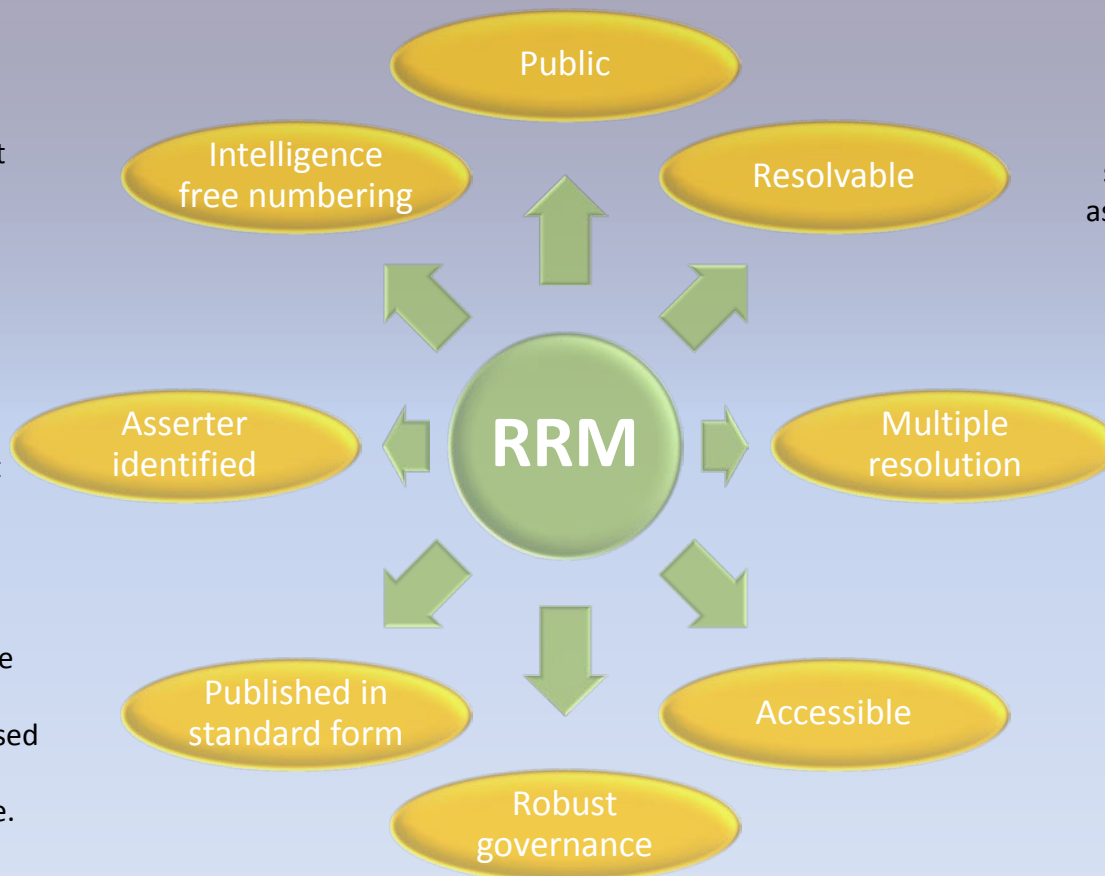 Public
Intelligence
free numbering
Resolvable
RRM
Asserter
identified
Multiple
resolution
Published in
standard form
Accessible
Robust
governance